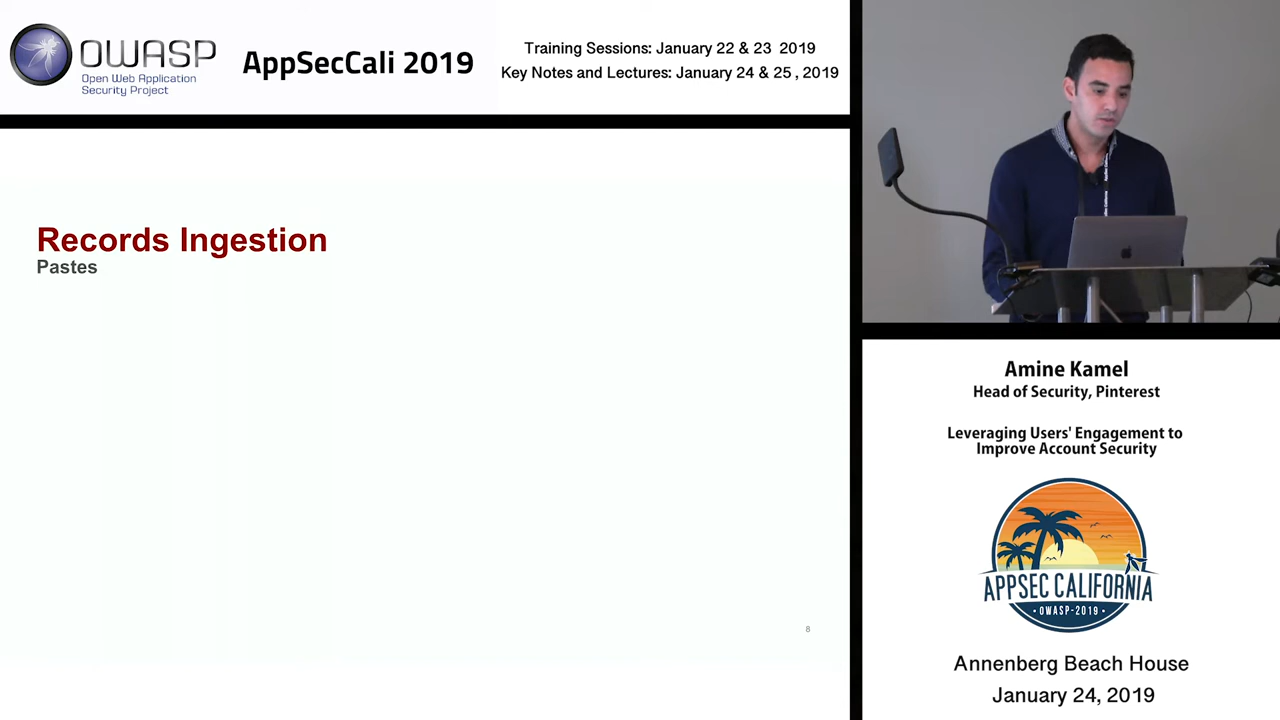 OWASP
Open Web Application
Security Project
AppSecCali 2019
Training Sessions: January 22 & 23 2019
Key Notes and Lectures: January 24 & 25 , 2019
Records Ingestion
Pastes
8
Amine Kamel
Head of Security, Pinterest
Leveraging Users' Engagement to
Improve Account Security
APPSEC CALIFORNIA
• OWASP-2019 •
Annenberg Beach House
January 24, 2019